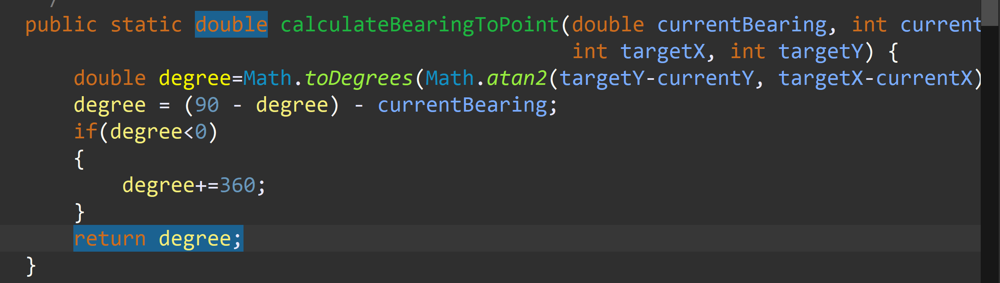 /
public static double calculateBearingToPoint(double currentBearing, int current
int targetX, int targetY) {
double degree=Math.toDegrees(Math.atan2(targetY-currentY, targetX-currentX)
degree = (90 - degree) - currentBearing;
if(degree<0)
{
degree+=360;
}
return degree;
}